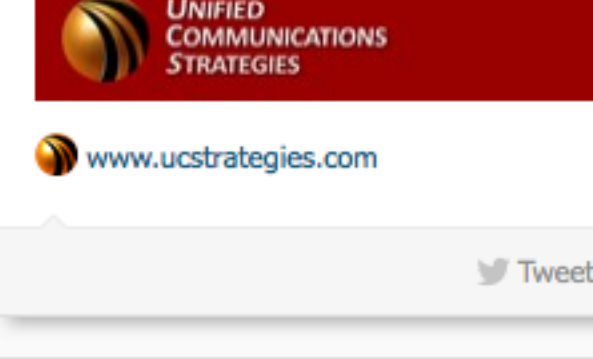 UNIFIED
COMMUNICATIONS
STRATEGIES
www.ucstrategies.com
Tweet